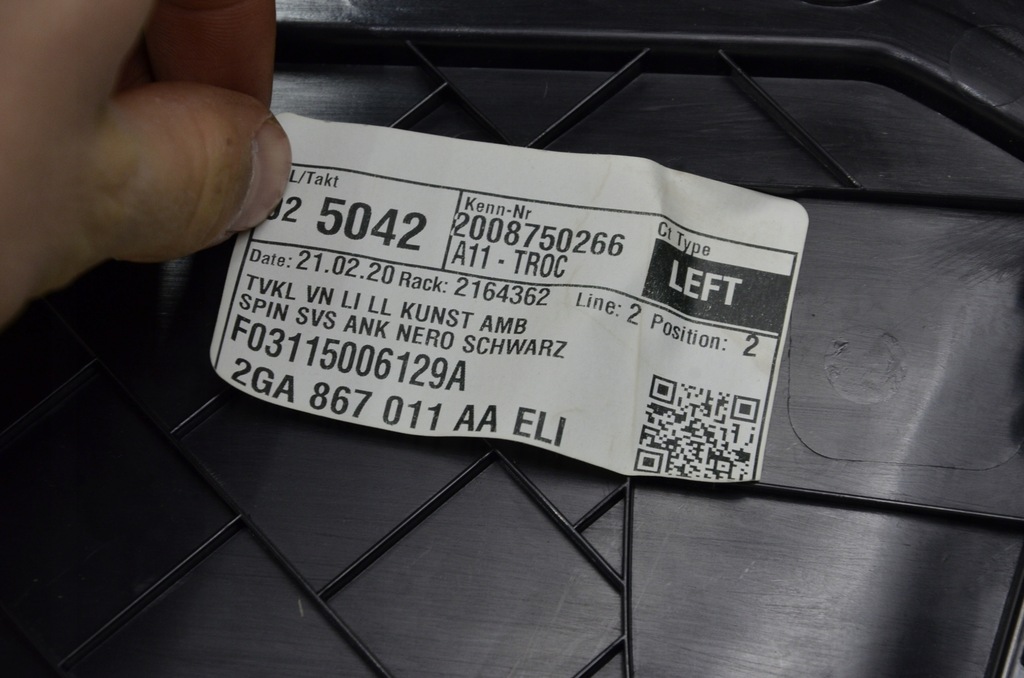 L/Takt
02 5042
Kenn-Nr
2008750266
A11 - TROC
Ct Type
LEFT
Date: 21.02.20 Rack: 2164362 Line: 2 Position: 2
TVKL VN LI LL KUNST AMB
SPIN SVS ANK NERO SCHWARZ
F03115006129A
2GA 867 011 AA ELI